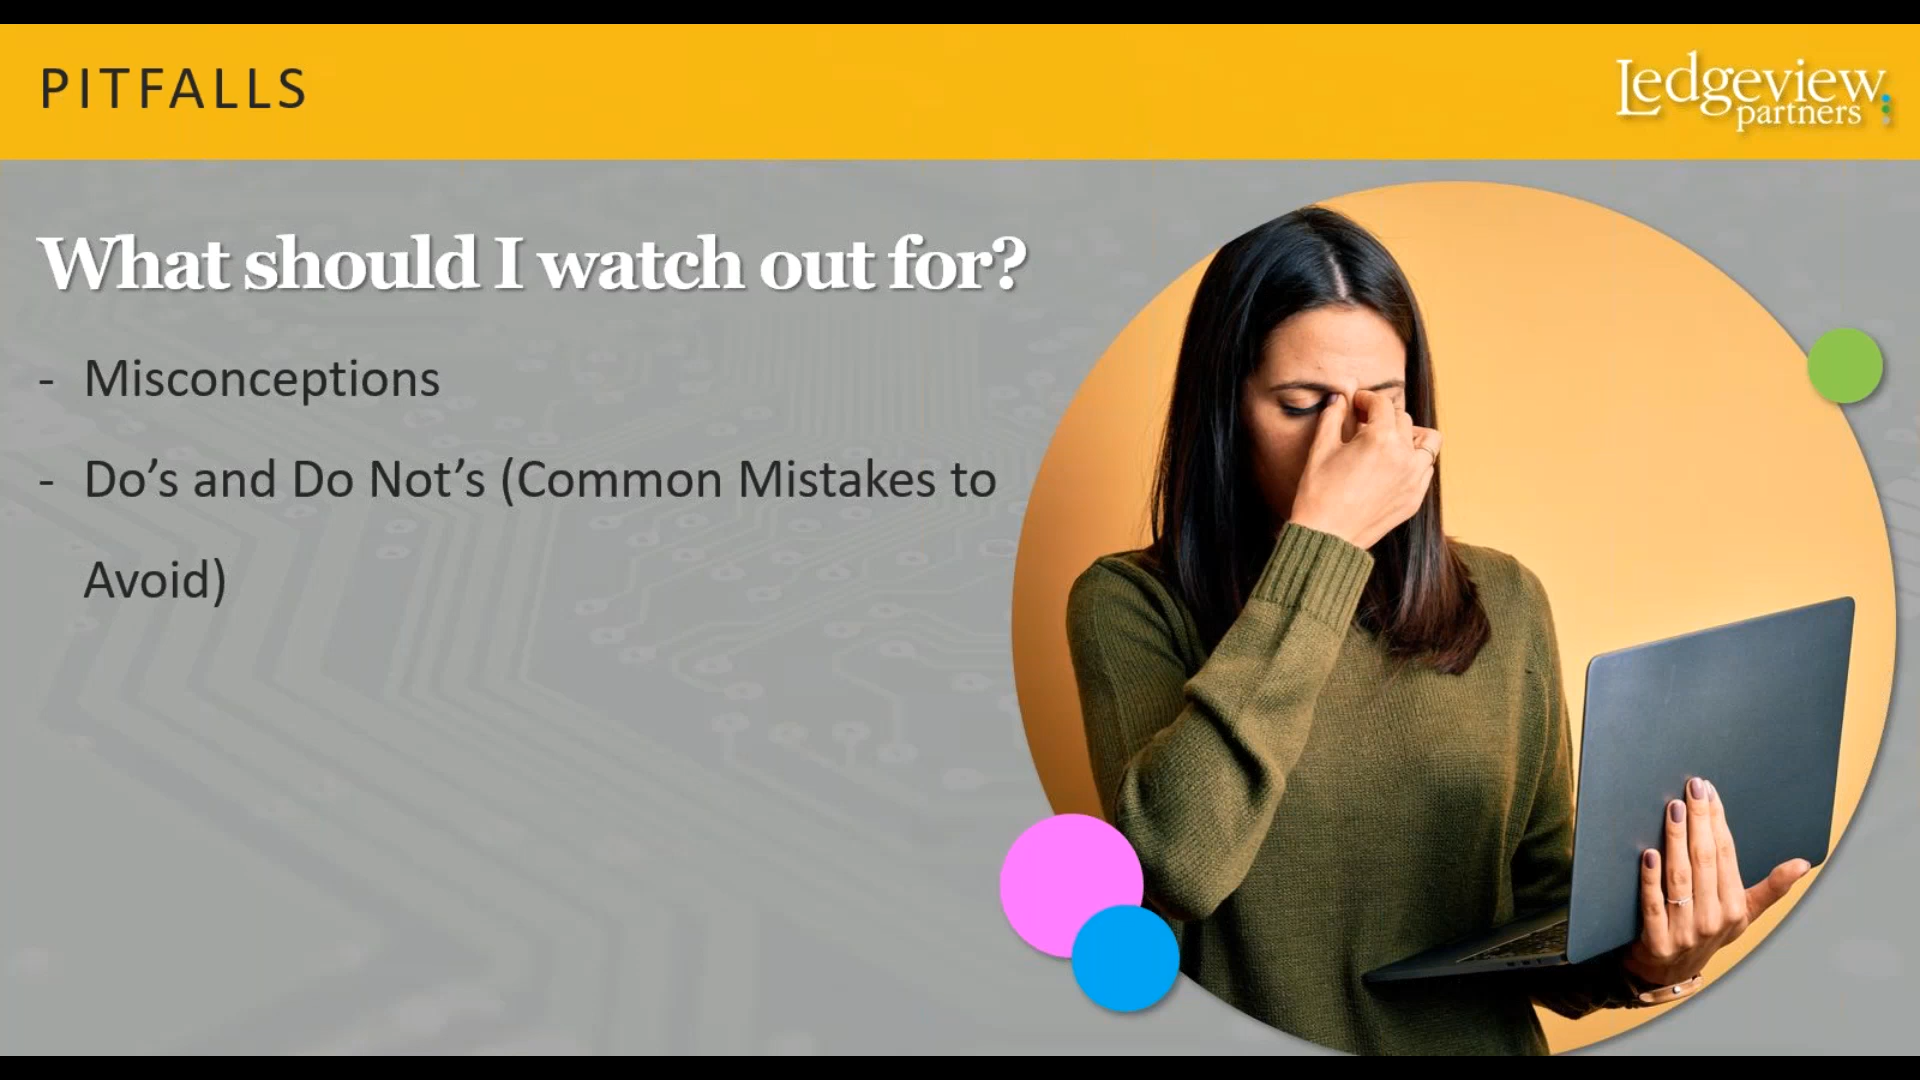 PITFALLS
Ledgeview
partners
What should I watch out for?
- Misconceptions
- Do’s and Do Not’s (Common Mistakes to
Avoid)